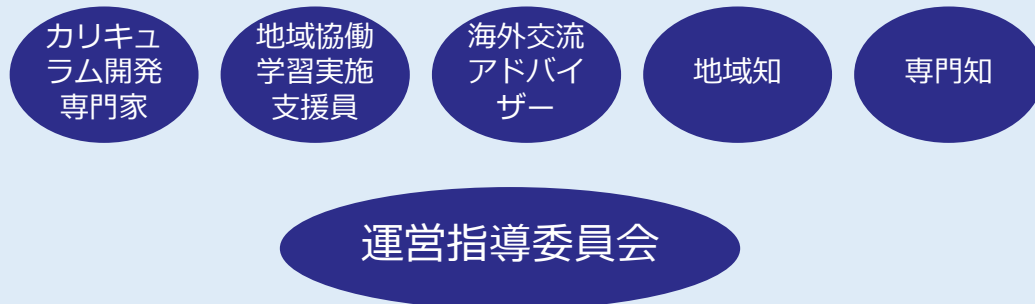 カリキュ
ラム開発
専門家
地域協働
学習実施
支援員
海外交流
アドバイ
ザー
地域知
専門知
運営指導委員会